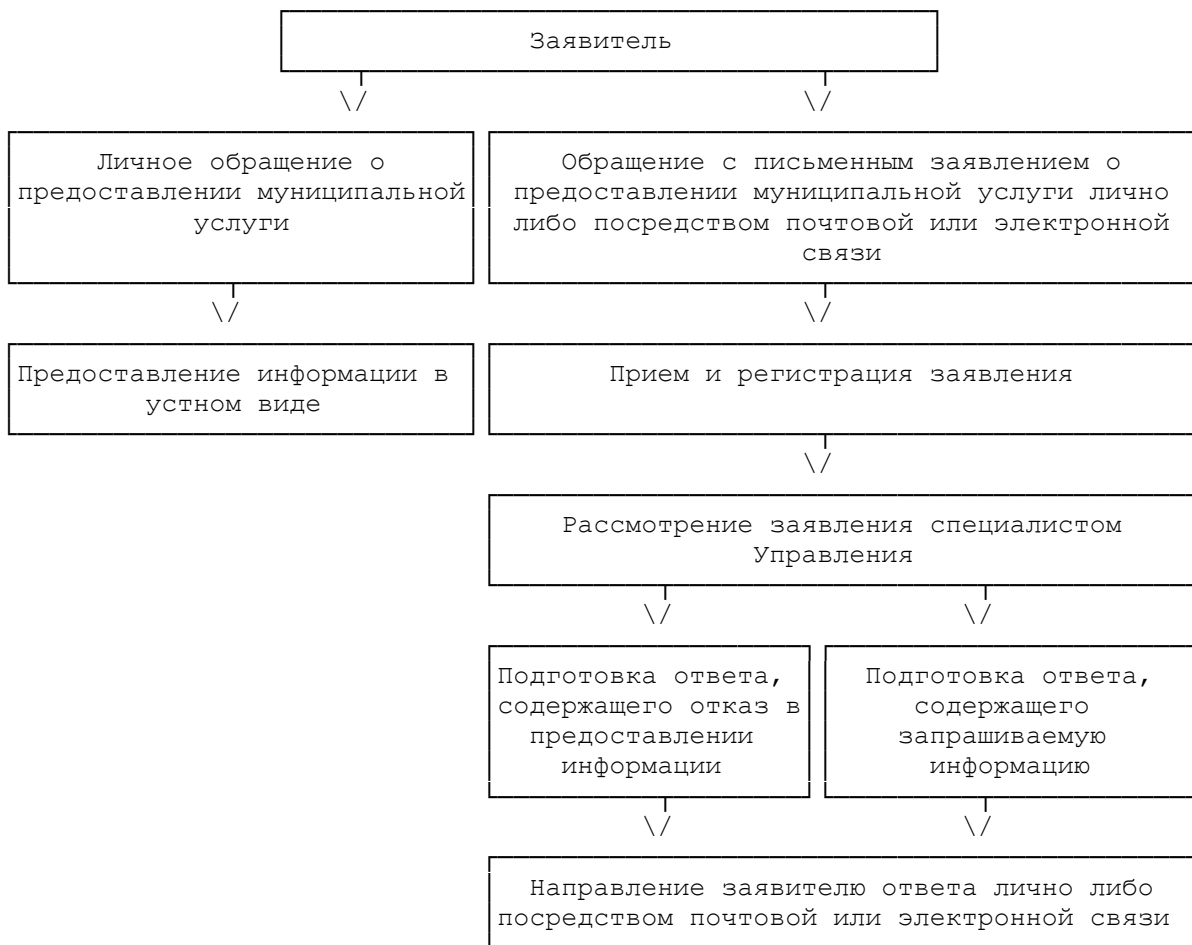 Заявитель
Личное обращение о
предоставлении муниципальной
услуги
Обращение с письменным заявлением о
предоставлении муниципальной услуги лично
либо посредством почтовой или электронной
связи
Предоставление информации в
устном виде
Прием и регистрация заявления
Рассмотрение заявления специалистом
Управления
Подготовка ответа,
содержащего отказ в
предоставлении
информации
Подготовка ответа,
содержащего
запрашиваемую
информацию
Направление заявителю ответа лично либо
посредством почтовой или электронной связи